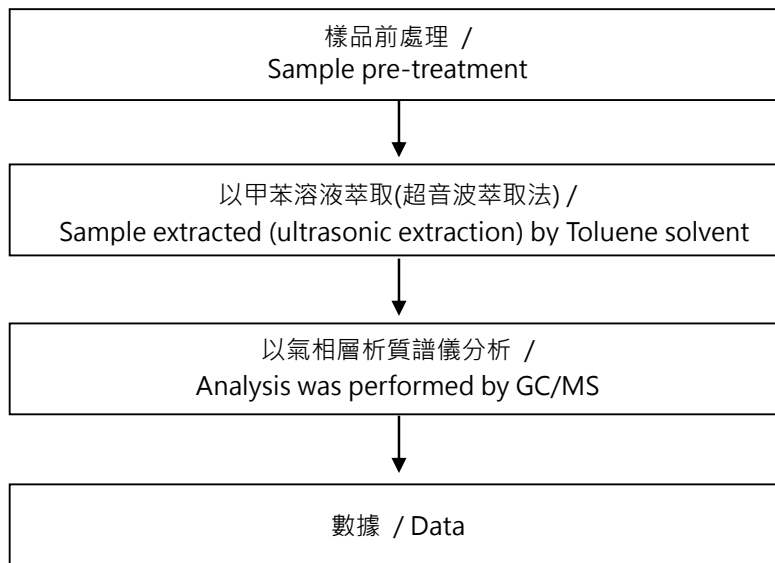 樣品前處理 /
Sample pre-treatment
以甲苯溶液萃取(超音波萃取法) /
Sample extracted (ultrasonic extraction) by Toluene solvent
以氣相層析質譜儀分析 /
Analysis was performed by GC/MS
數據 / Data